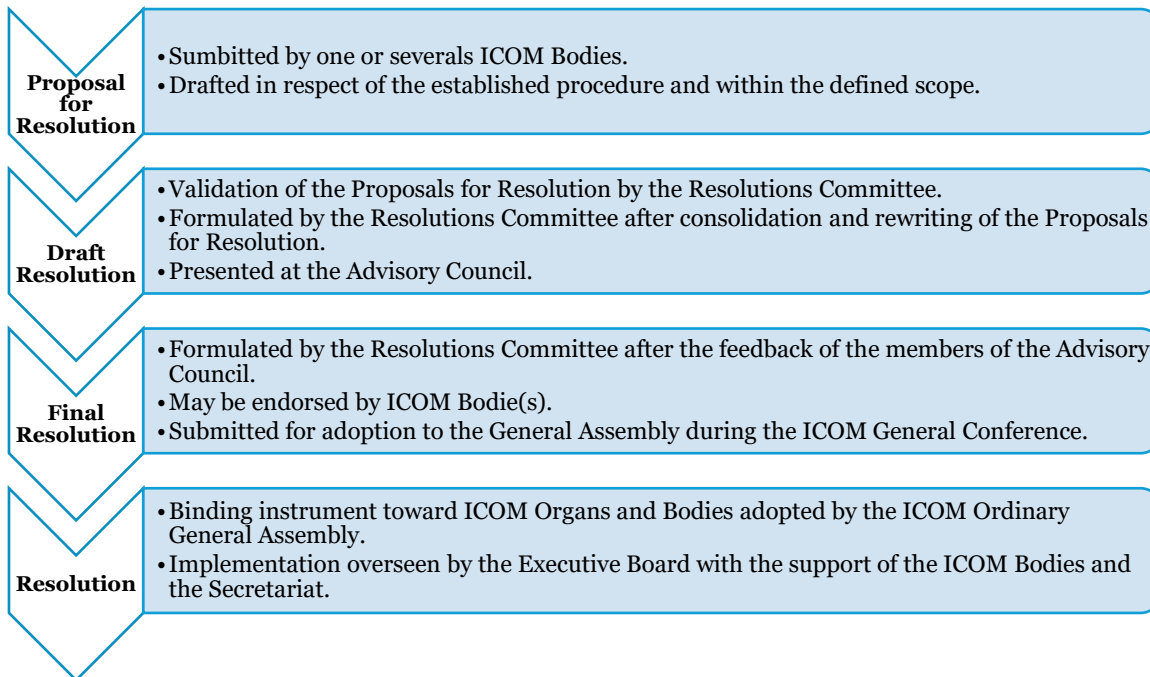 Proposal
for
Resolution
•Sumbitted by one or severals ICOM Bodies.
•Drafted in respect of the established procedure and within the defined scope.
Draft
Resolution
•Validation of the Proposals for Resolution by the Resolutions Committee.
•Formulated by the Resolutions Committee after consolidation and rewriting of the Proposals
for Resolution.
•Presented at the Advisory Council.
Final
Resolution
•Formulated by the Resolutions Committee after the feedback of the members of the Advisory
Council.
•May be endorsed by ICOM Bodie(s).
•Submitted for adoption to the General Assembly during the ICOM General Conference.
Resolution
•Binding instrument toward ICOM Organs and Bodies adopted by the ICOM Ordinary
General Assembly.
•Implementation overseen by the Executive Board with the support of the ICOM Bodies and
the Secretariat.